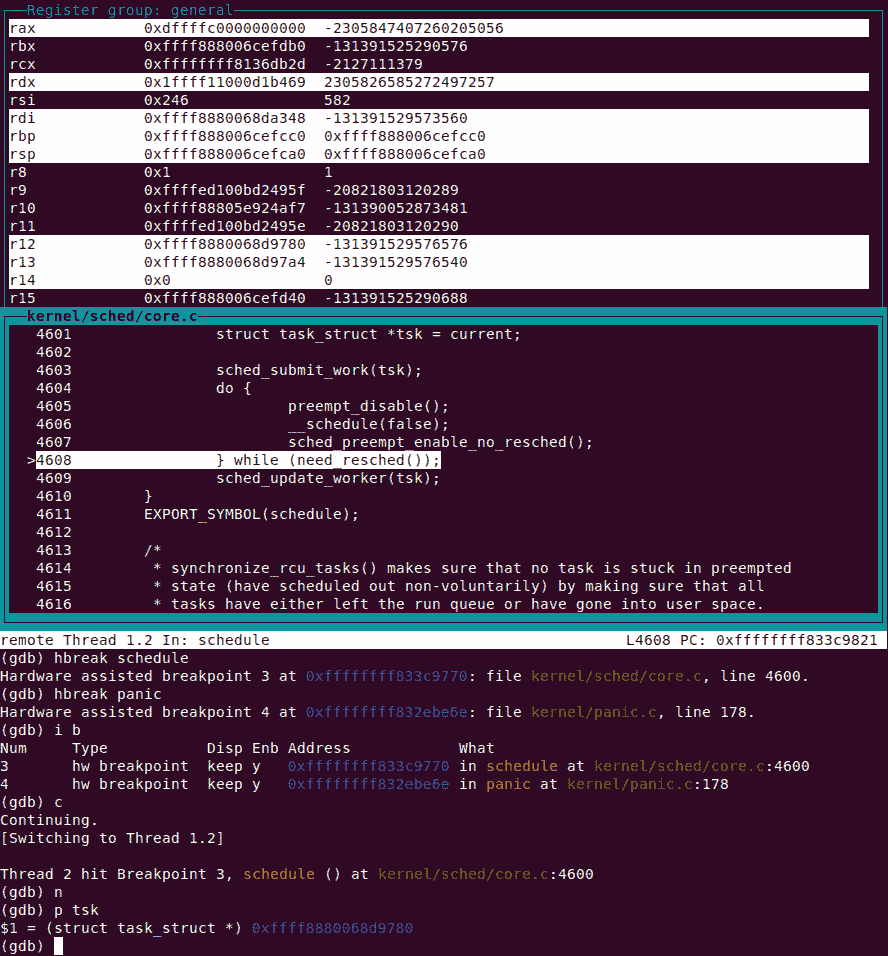 Register group: general
rax 0xdffffc0000000000 -2305847407260205056
rbx 0xffff888006cefdb0 -131391525290576
rcx 0xffffffff8136db2d -2127111379
rdx 0x1ffff11000d1b469 2305826585272497257
rsi 0x246 582
rdi 0xffff8880068da348 -131391529573560
rbp 0xffff888006cefcc0 0xffff888006cefcc0
rsp 0xffff888006cefca0 0xffff888006cefca0
r8 0x1 1
r9 0xffffed100bd2495f -20821803120289
r10 0xffff88805e924af7 -131390052873481
r11 0xffffed100bd2495e -20821803120290
r12 0xffff8880068d9780 -131391529576576
r13 0xffff8880068d97a4 -131391529576540
r14 0x0 0
r15 0xffff888006cefd40 -131391525290688
kernel/sched/core.c
4601 struct task_struct *tsk = current;
4602
4603 sched_submit_work(tsk);
4604 do {
4605 preempt_disable();
4606 __schedule(false);
4607 sched_preempt_enable_no_resched();
>4608 } while (need_resched());
4609 sched_update_worker(tsk);
4610 }
4611 EXPORT_SYMBOL(schedule);
4612
4613 /*
4614 * synchronize_rcu_tasks() makes sure that no task is stuck in preempted
4615 * state (have scheduled out non-voluntarily) by making sure that all
4616 * tasks have either left the run queue or have gone into user space.
remote Thread 1.2 In: schedule L4608 PC: 0xffffffff833c9821
(gdb) hbreak schedule
Hardware assisted breakpoint 3 at 0xffffffff833c9770: file kernel/sched/core.c, line 4600.
(gdb) hbreak panic
Hardware assisted breakpoint 4 at 0xffffffff832ebe6e: file kernel/panic.c, line 178.
(gdb) i b
Num Type Disp Enb Address What
3 hw breakpoint keep y 0xffffffff833c9770 in schedule at kernel/sched/core.c:4600
4 hw breakpoint keep y 0xffffffff832ebe6e in panic at kernel/panic.c:178
(gdb) c
Continuing.
[Switching to Thread 1.2]
Thread 2 hit Breakpoint 3, schedule () at kernel/sched/core.c:4600
(gdb) n
(gdb) p tsk
$1 = (struct task_struct *) 0xffff8880068d9780
(gdb)